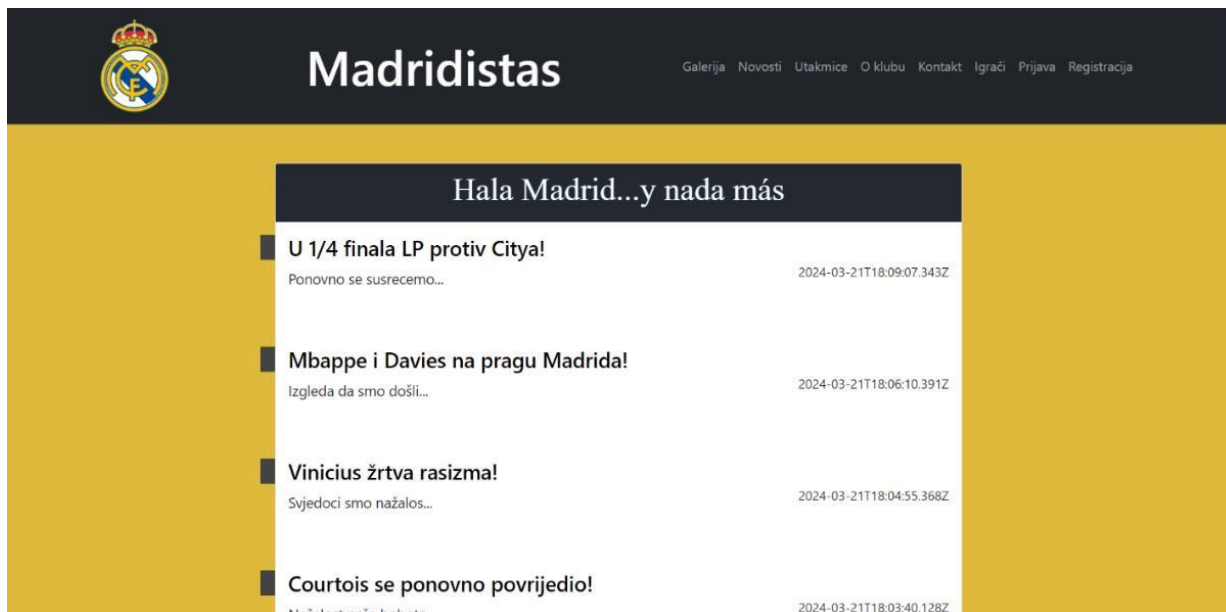 Madridistas
Galerija Novosti Utakmice O klubu Kontakt Igrači Prijava Registracija
Hala Madrid...y nada más
U 1/4 finala LP protiv Citya!
Ponovno se susrecemo...
2024-03-21T18:09:07.343Z
Mbappe i Davies na pragu Madrida!
Izgleda da smo došli...
2024-03-21T18:06:10.391Z
Vinicius žrtva rasizma!
Svjedoci smo nažalos...
2024-03-21T18:04:55.368Z
Courtois se ponovno povrijedio!
2024-03-21T18:03:40.128Z